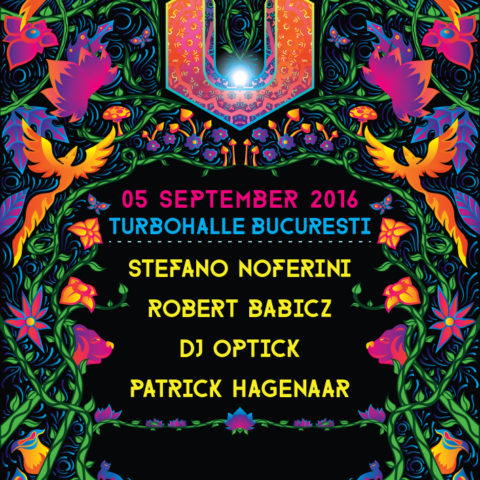 U
05 SEPTEMBER 2016
TURBOHALLE BUCURESTI
STEFANO NOFERINI
ROBERT BABICZ
DJ OPTICK
PATRICK HAGENAAR